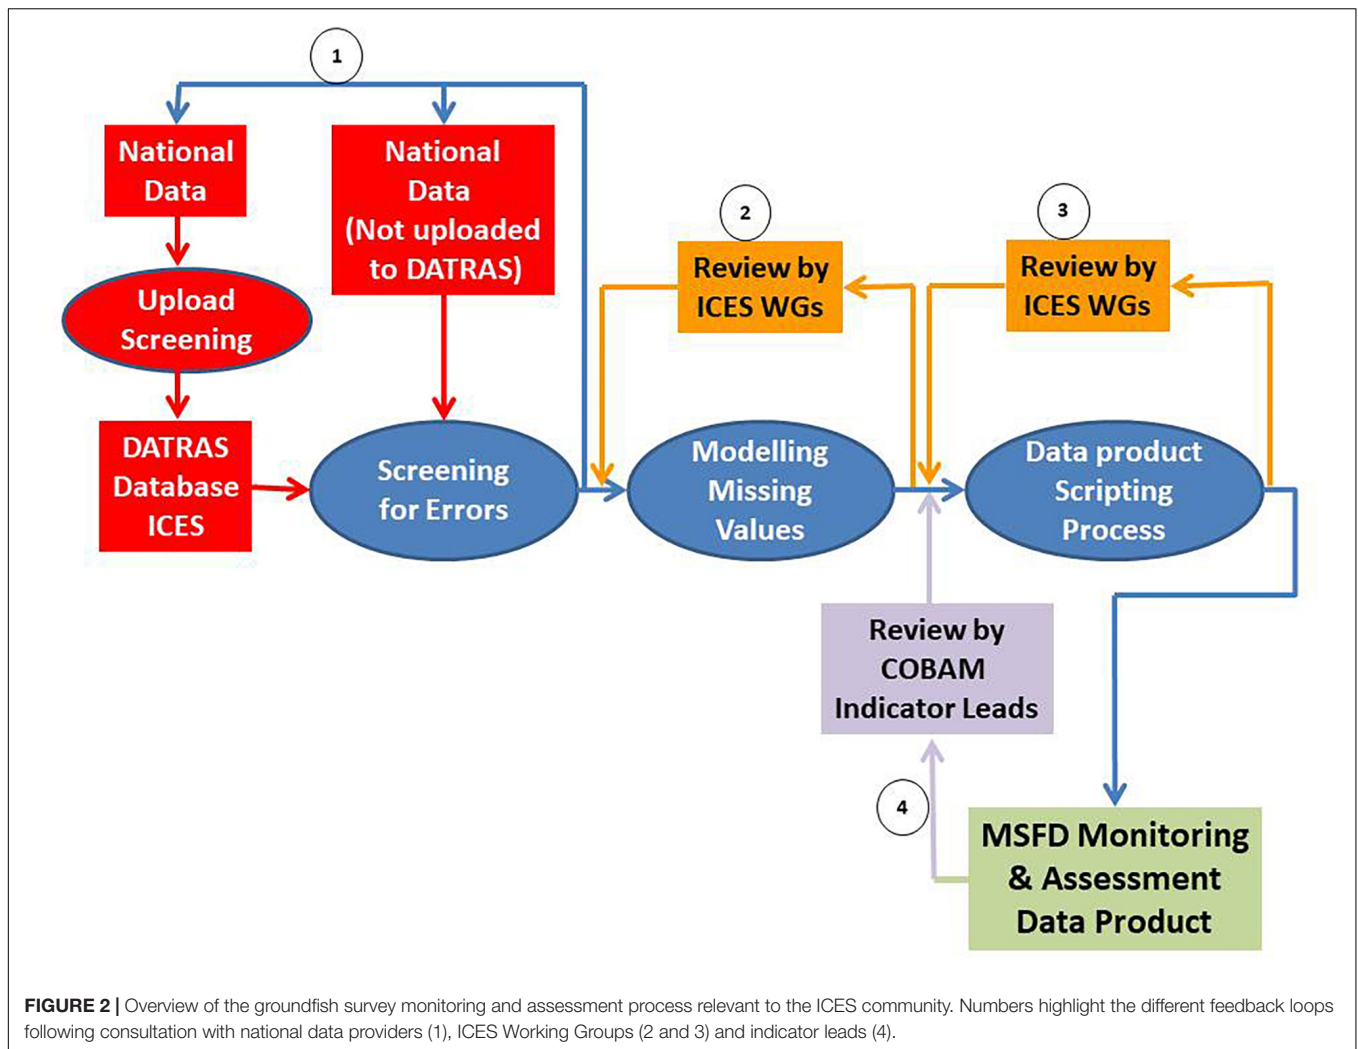 1
National
Data
National
Data
(Not uploaded
to DATRAS)
2
Review by
ICES WGs
3
Review by
ICES WGs
Upload
Screening
DATRAS
Database
ICES
Screening
for Errors
Modelling
Missing
Values
Data product
Scripting
Process
Review by
COBAM
Indicator Leads
4
MSFD Monitoring
& Assessment
Data Product
FIGURE 2 | Overview of the groundfish survey monitoring and assessment process relevant to the ICES community. Numbers highlight the different feedback loops
following consultation with national data providers (1), ICES Working Groups (2 and 3) and indicator leads (4).